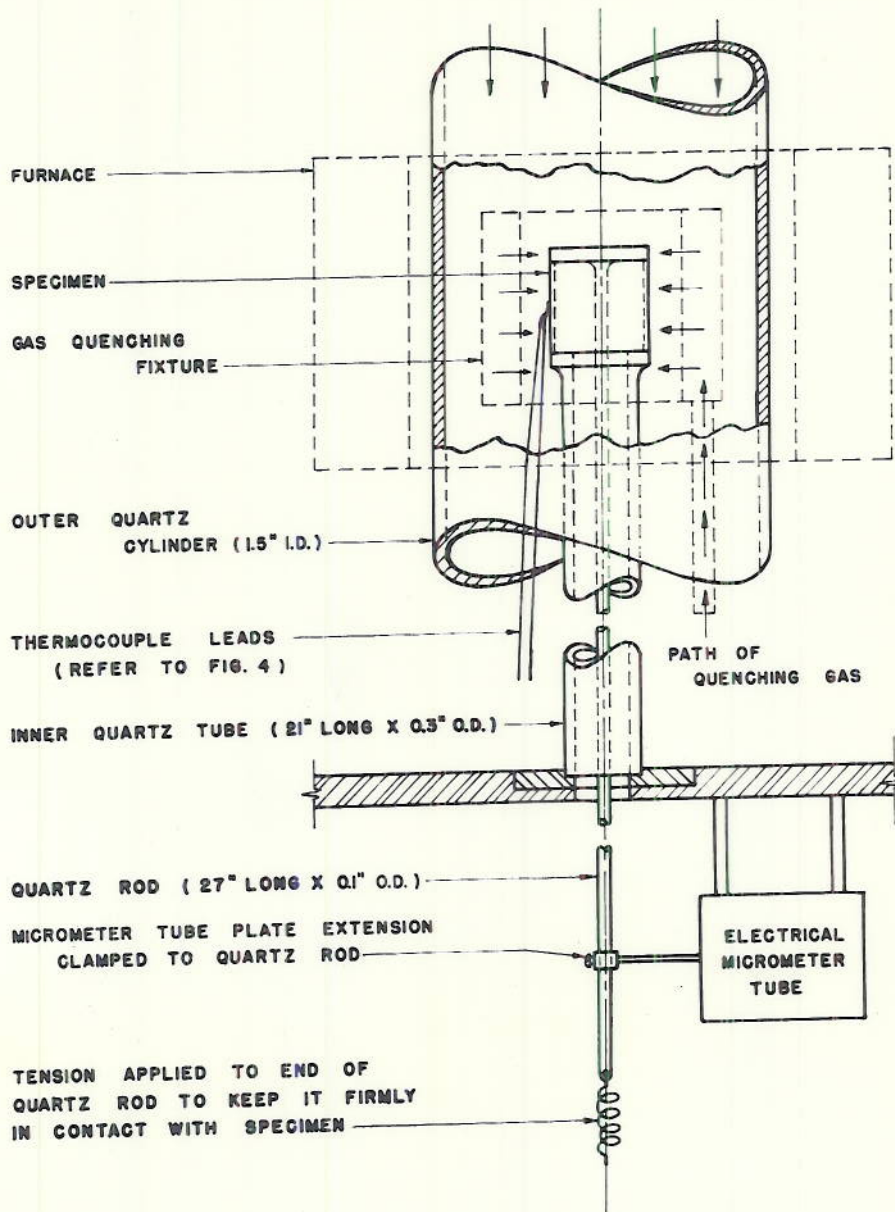 FURNACE
SPECIMEN
GAS QUENCHING
FIXTURE
OUTER QUARTZ
CYLINDER (1.5" I.D.)
THERMOCOUPLE LEADS
(REFER TO FIG. 4)
PATH OF
QUENCHING GAS
INNER QUARTZ TUBE (21" LONG X 0.3" O.D.)
QUARTZ ROD (27" LONG X 0.1" O.D.)
MICROMETER TUBE PLATE EXTENSION
CLAMPED TO QUARTZ ROD
ELECTRICAL
MICROMETER
TUBE
TENSION APPLIED TO END OF
QUARTZ ROD TO KEEP IT FIRMLY
IN CONTACT WITH SPECIMEN